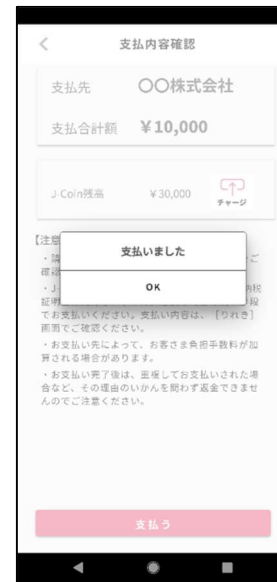 支払内容確認
支払先 〇〇株式会社
支払合計額 ¥10,000
J-Coin残高 ¥30,000 チャージ
【注意
支払いました
OK
でお支払いください。支払い内容は、[りれき]
画面でご確認ください。
・お支払い先によって、お客さま負担手数料が加
算される場合があります。
・お支払い完了後は、重複してお支払いされた場
合など、その理由のいかんを問わず返金できませ
んのでご注意ください。
支払う